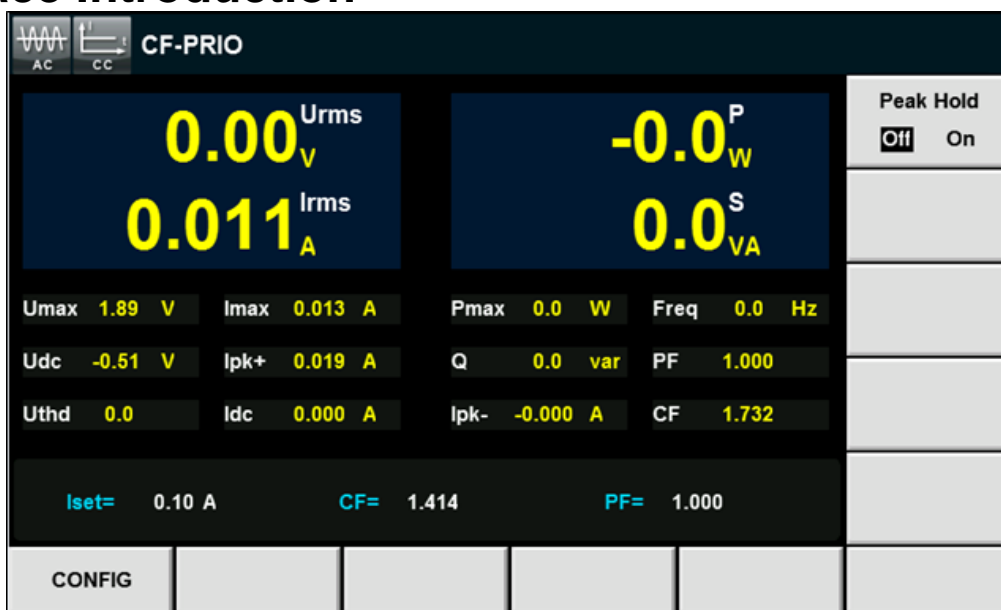 Introduction
AC CC CF-PRIO
0.00 Urms V
-0.0 P W
0.011 Irms A
0.0 S VA
Peak Hold
Off On
Umax 1.89 V Imax 0.013 A Pmax 0.0 W Freq 0.0 Hz
Udc -0.51 V Ipk+ 0.019 A Q 0.0 var PF 1.000
Uthd 0.0 Idc 0.000 A Ipk- -0.000 A CF 1.732
Iset= 0.10 A CF= 1.414 PF= 1.000
CONFIG